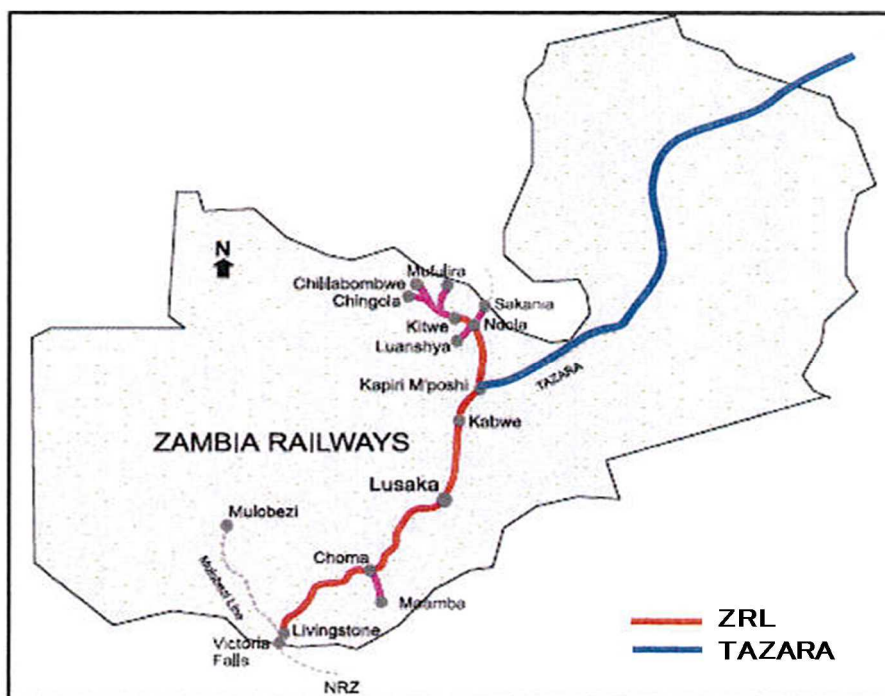 N
Mufulira
Chililabombwe
Chingola
Sakania
Kitwe
Ndola
Luanshya
Kapiri M'poshi
TAZARA
Kabwe
ZAMBIA RAILWAYS
Lusaka
Mulobezi
Choma
Mulobezi Line
Maamba
Livingstone
Victoria
Falls
NRZ
ZRL
TAZARA